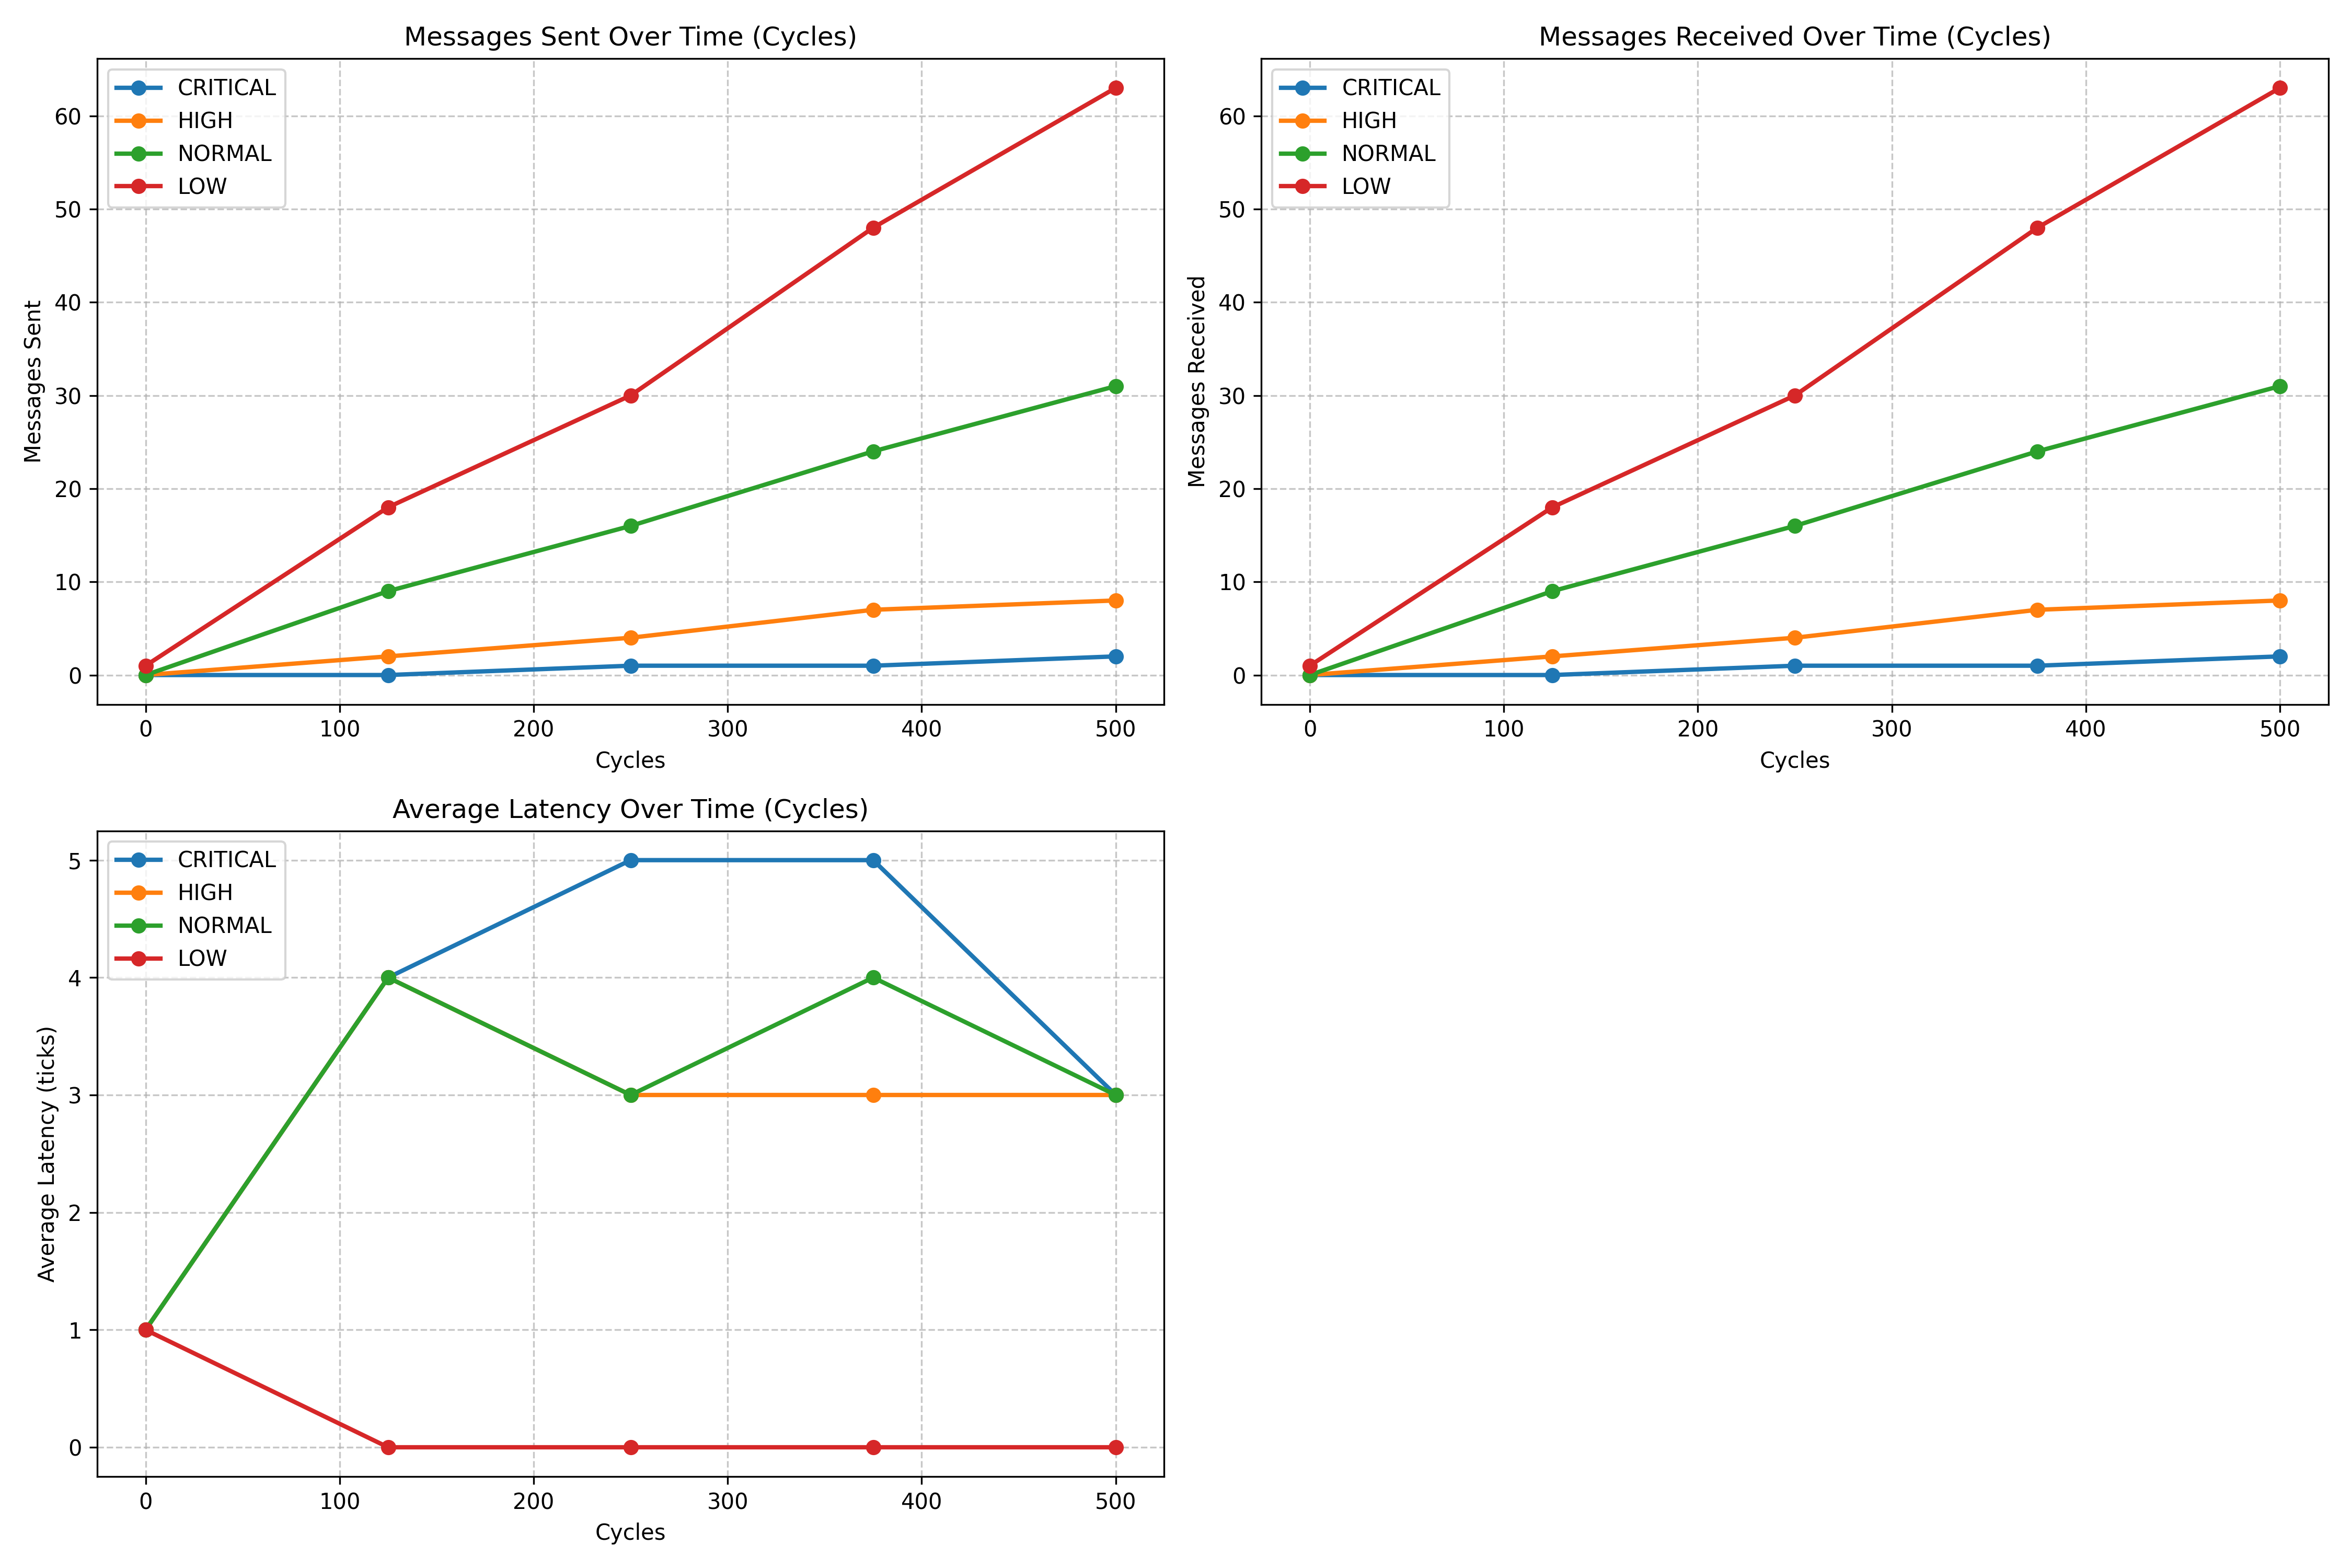 Messages Sent Over Time (Cycles)
CRITICAL
HIGH
NORMAL
LOW
60
50
40
30
20
10
0
Messages Sent
0 100 200 300 400 500
Cycles
Messages Received Over Time (Cycles)
CRITICAL
HIGH
NORMAL
LOW
60
50
40
30
20
10
0
Messages Received
0 100 200 300 400 500
Cycles
Average Latency Over Time (Cycles)
CRITICAL
HIGH
NORMAL
LOW
5
4
3
2
1
0
Average Latency (ticks)
0 100 200 300 400 500
Cycles